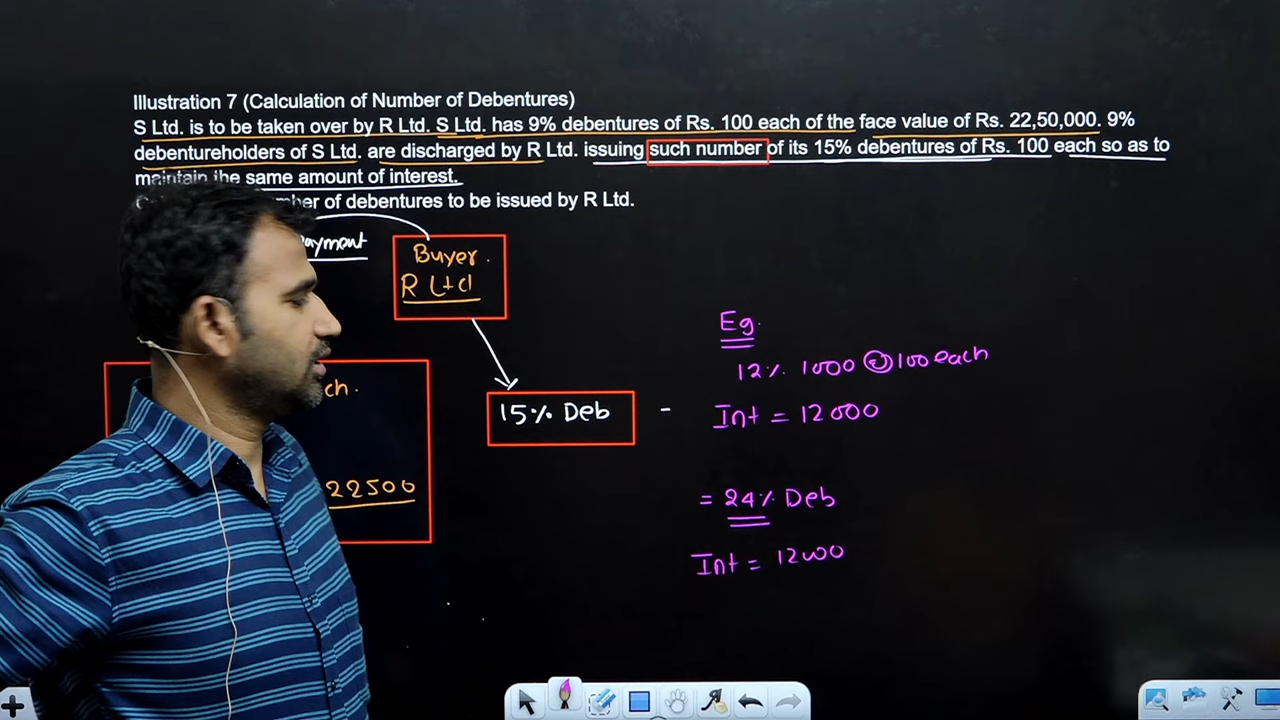 Illustration 7 (Calculation of Number of Debentures)
S Ltd. is to be taken over by R Ltd. S Ltd. has 9% debentures of Rs. 100 each of the face value of Rs. 22,50,000. 9%
debentureholders of S Ltd. are discharged by R Ltd. issuing such number of its 15% debentures of Rs. 100 each so as to
maintain the same amount of interest.
of debentures to be issued by R Ltd.
Buyer.
R Ltd
Eg.
12% 1000 @ 100 each
15% Deb -
Int = 12000
22500
= 24% Deb
Int = 12000